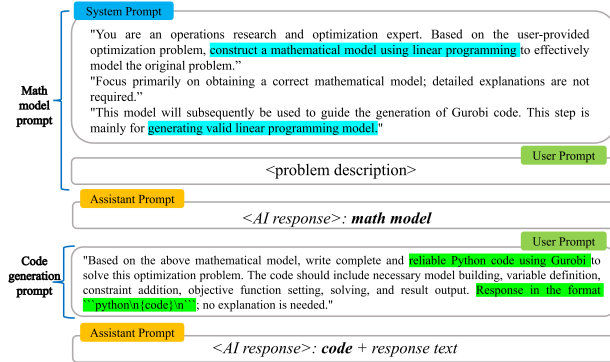 System Prompt
"You are an operations research and optimization expert. Based on the user-provided
optimization problem, construct a mathematical model using linear programming to effectively
model the original problem.”
"Focus primarily on obtaining a correct mathematical model; detailed explanations are not
required.”
"This model will subsequently be used to guide the generation of Gurobi code. This step is
mainly for generating valid linear programming model."
Math
model
prompt
User Prompt
<problem description>
Assistant Prompt
<AI response>: math model
User Prompt
Code
generation
prompt
"Based on the above mathematical model, write complete and reliable Python code using Gurobi to
solve this optimization problem. The code should include necessary model building, variable definition,
constraint addition, objective function setting, solving, and result output. Response in the format
```python\n{code}\n```; no explanation is needed."
Assistant Prompt
<AI response>: code + response text